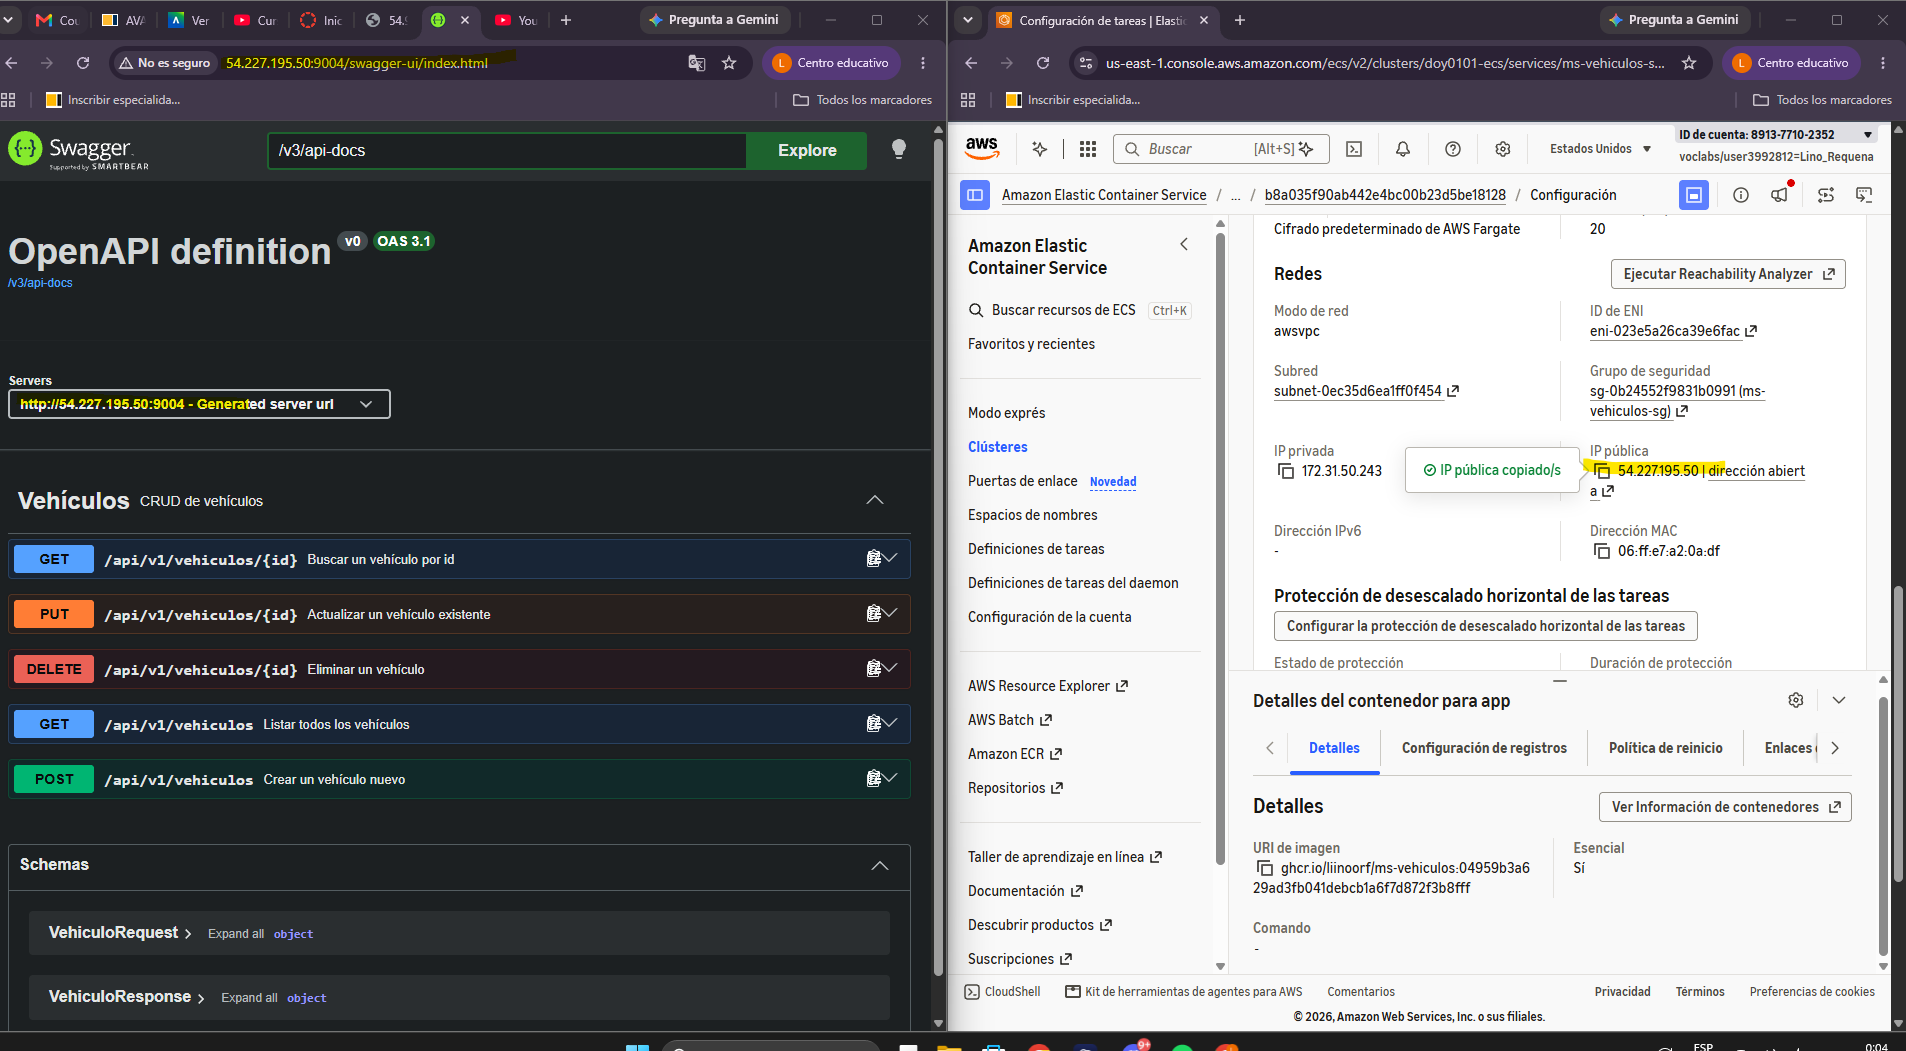 Cou
AVA
Ver
Cur
Inic
54.
You
Pregunta a Gemini
No es seguro
54.227.195.50:9004/swagger-ui/index.html
Centro educativo
Inscribir especialida...
Todos los marcadores
Swagger.
Supported by SMARTBEAR
/v3/api-docs
Explore
OpenAPI definition v0 OAS 3.1
/v3/api-docs
Servers
http://54.227.195.50:9004 - Generated server url
Vehículos CRUD de vehículos
GET /api/v1/vehiculos/{id} Buscar un vehículo por id
PUT /api/v1/vehiculos/{id} Actualizar un vehículo existente
DELETE /api/v1/vehiculos/{id} Eliminar un vehículo
GET /api/v1/vehiculos Listar todos los vehículos
POST /api/v1/vehiculos Crear un vehículo nuevo
Schemas
VehiculoRequest Expand all object
VehiculoResponse Expand all object
Configuración de tareas | Elastic
Pregunta a Gemini
us-east-1.console.aws.amazon.com/ecs/v2/clusters/doy0101-ecs/services/ms-vehiculos-s...
L Centro educativo
Inscribir especialida...
Todos los marcadores
aws
Buscar [Alt+S]
Estados Unidos
ID de cuenta: 8913-7710-2352
voclabs/user3992812=Lino_Requena
Amazon Elastic Container Service / ... / b8a035f90ab442e4bc00b23d5be18128 / Configuración
Amazon Elastic
Container Service
Buscar recursos de ECS Ctrl+K
Favoritos y recientes
Modo exprés
Clústeres
Puertas de enlace Novedad
Espacios de nombres
Definiciones de tareas
Definiciones de tareas del daemon
Configuración de la cuenta
AWS Resource Explorer
AWS Batch
Amazon ECR
Repositorios
Taller de aprendizaje en línea
Documentación
Descubrir productos
Suscripciones
Cifrado predeterminado de AWS Fargate
20
Redes
Ejecutar Reachability Analyzer
Modo de red
awsvpc
ID de ENI
eni-023e5a26ca39e6fac
Subred
subnet-0ec35d6ea1ff0f454
Grupo de seguridad
sg-0b24552f9831b0991 (ms-
vehiculos-sg)
IP privada
172.31.50.243
IP pública copiado/s
IP pública
54.227.195.50 | dirección abiert
a
Dirección IPv6
-
Dirección MAC
06:ff:e7:a2:0a:df
Protección de desescalado horizontal de las tareas
Configurar la protección de desescalado horizontal de las tareas
Estado de protección
Duración de protección
Detalles del contenedor para app
Detalles
Configuración de registros
Política de reinicio
Enlaces
Detalles
Ver Información de contenedores
URI de imagen
ghcr.io/liinoorf/ms-vehiculos:04959b3a6
29ad3fb041debcb1a6f7d872f3b8fff
Esencial
Sí
Comando
-
CloudShell
Kit de herramientas de agentes para AWS
Comentarios
Privacidad
Términos
Preferencias de cookies
© 2026, Amazon Web Services, Inc. o sus filiales.
9+
ESP
0:04